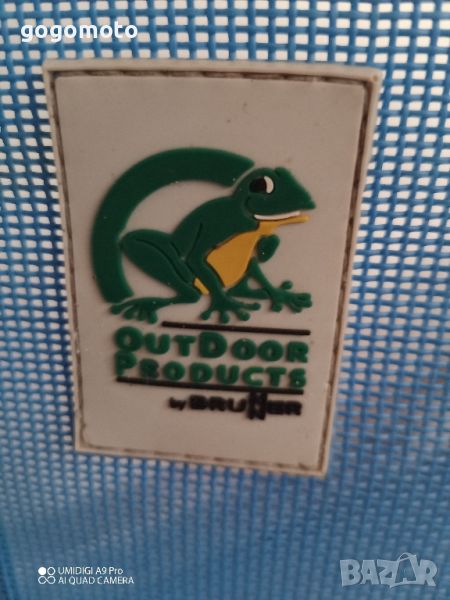 gogomoto
OUTDOOR
PRODUCTS
by BRUNNER
UMIDIGI A9 Pro
AI QUAD CAMERA
BAZAR